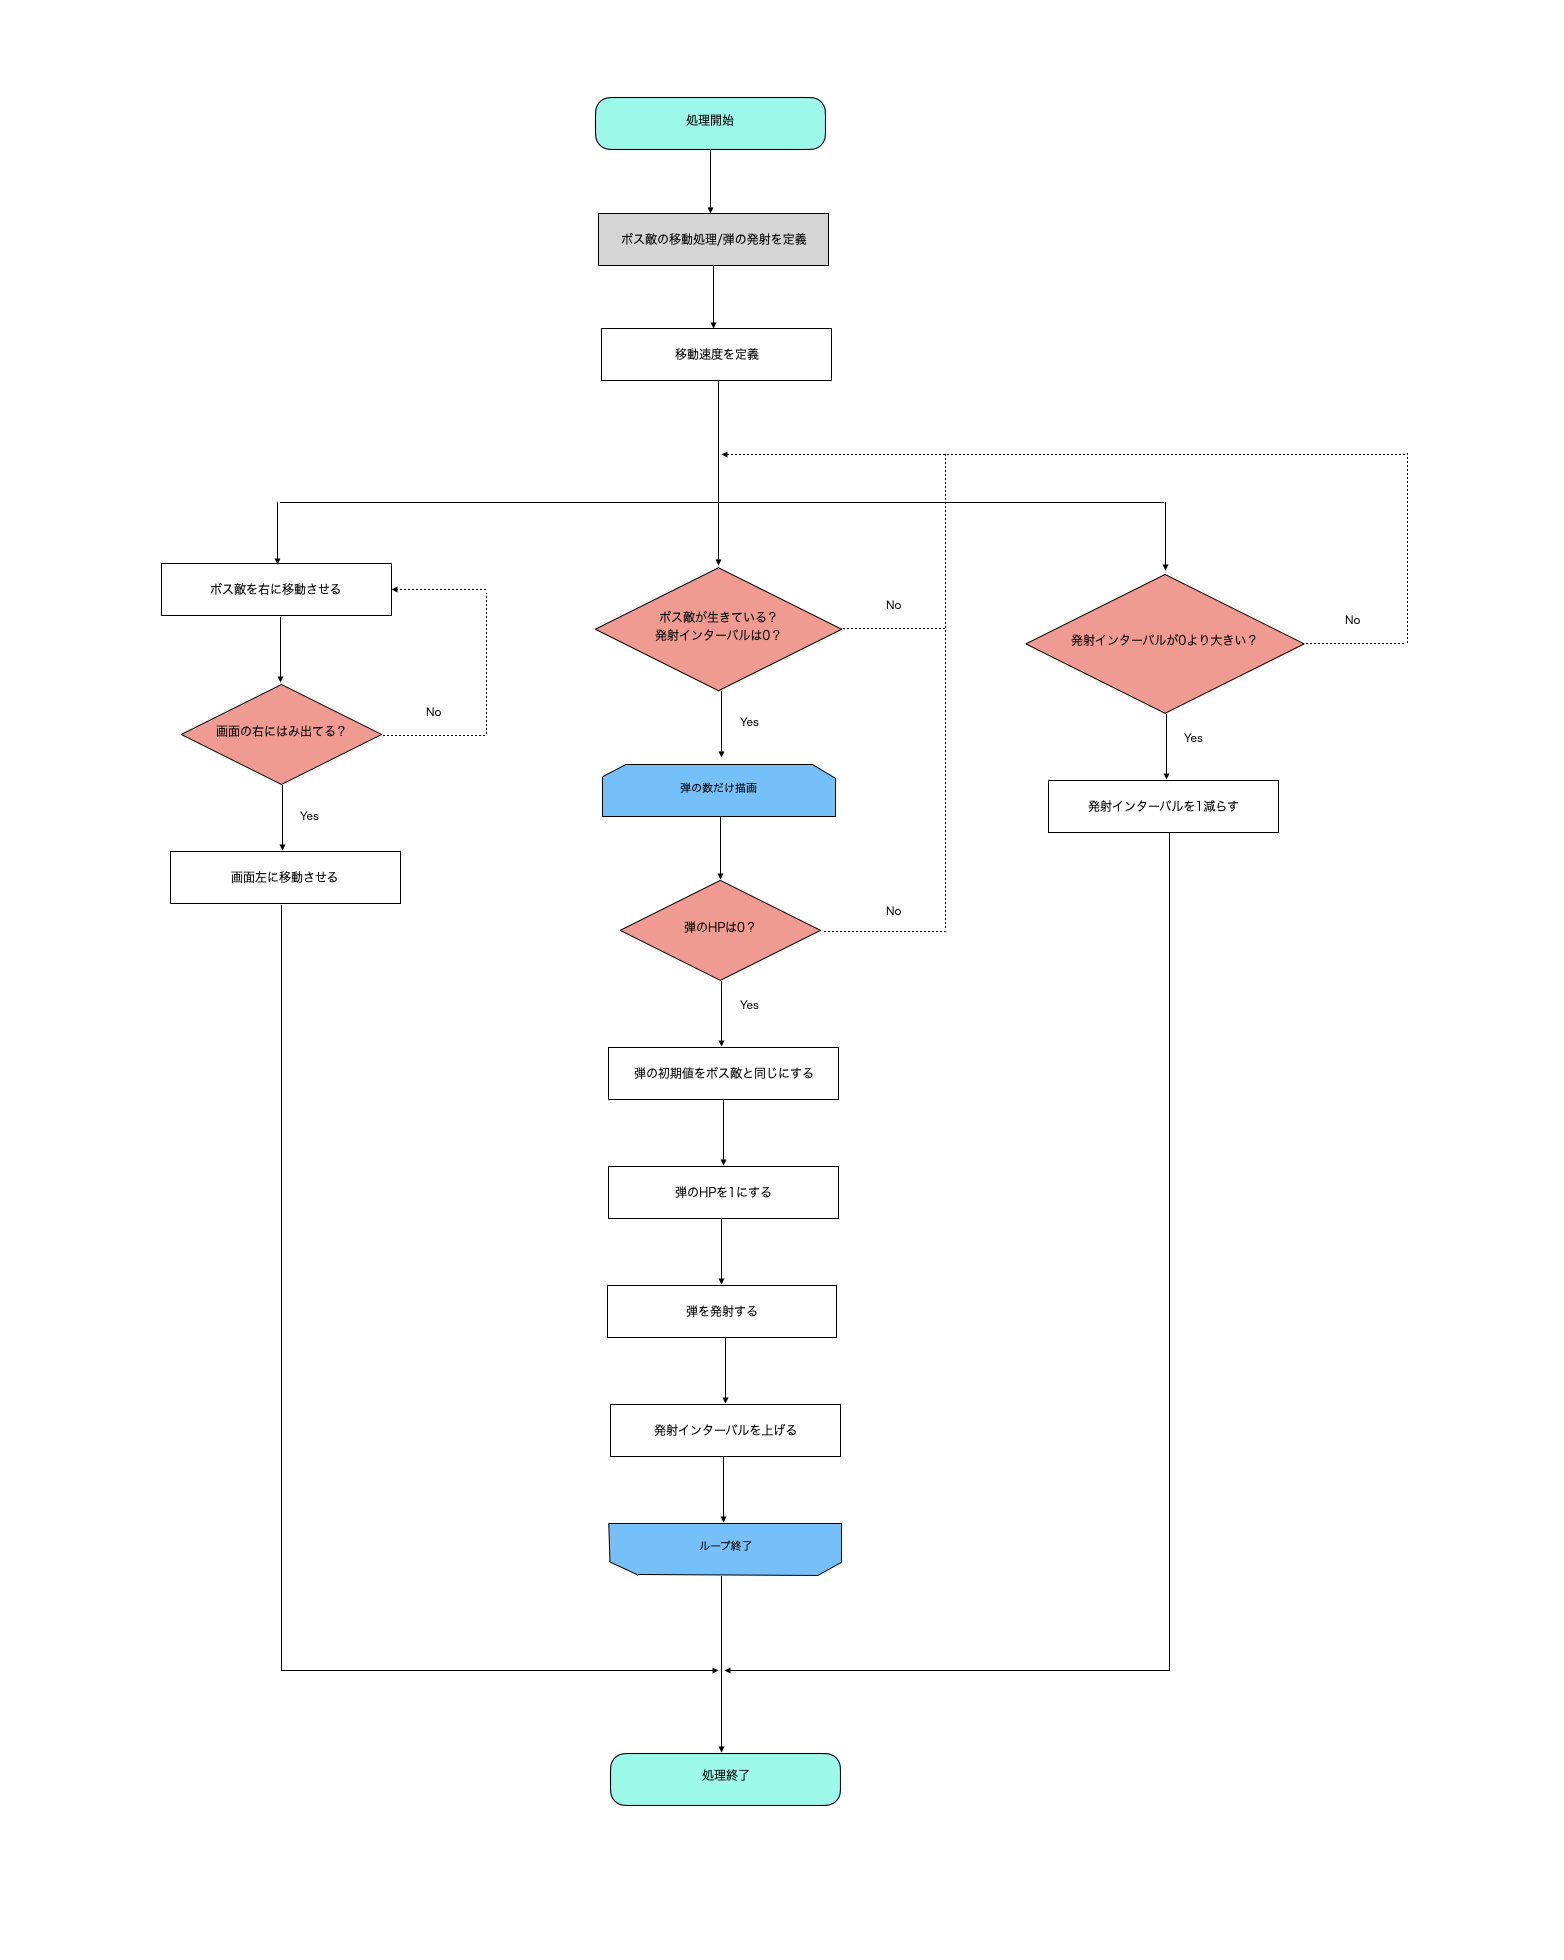 処理開始
ボス敵の移動処理/弾の発射を定義
移動速度を定義
ボス敵を右に移動させる
画面の右にはみ出てる？
No
Yes
画面左に移動させる
ボス敵が生きている？
発射インターバルは0？
No
Yes
弾の数だけ描画
弾のHPは0？
No
Yes
弾の初期値をボス敵と同じにする
弾のHPを1にする
弾を発射する
発射インターバルを上げる
ループ終了
発射インターバルが0より大きい？
No
Yes
発射インターバルを1減らす
処理終了